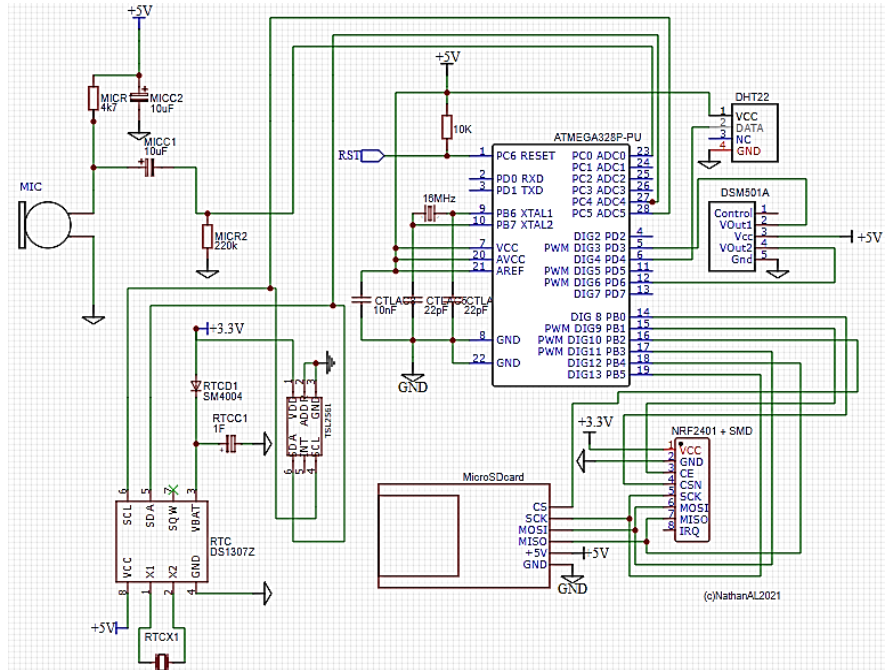 +5V
MICR
4k7
MICC2
10uF
MICC1
10uF
MIC
MICR2
220k
+5V
10K
RST
16MHz
ATMEGA328P-PU
1 PC6 RESET
2 PD0 RXD
3 PD1 TXD
9 PB6 XTAL1
10 PB7 XTAL2
7 VCC
20 AVCC
21 AREF
8 GND
22 GND
PC0 ADC0 23
PC1 ADC1 24
PC2 ADC2 25
PC3 ADC3 26
PC4 ADC4 27
PC5 ADC5 28
DIG2 PD2 4
PWM DIG3 PD3 5
DIG4 PD4 6
PWM DIG5 PD5 11
PWM DIG6 PD6 12
DIG7 PD7 13
DIG 8 PB0 14
PWM DIG9 PB1 15
PWM DIG10 PB2 16
PWM DIG11 PB3 17
DIG12 PB4 18
DIG13 PB5 19
CTLAC
10nF
CTLAC
22pF
CTLA
22pF
GND
DHT22
1 VCC
2 DATA
3 NC
4 GND
DSM501A
Control 1
VOut1 2
Vcc 3
VOut2 4
Gnd 5
+5V
+3.3V
RTCD1
SM4004
RTCC1
1F
1 2 3
VDD ADDR GND
SDA INT SCL
6 5 4
TSL2561
6 5 7 3
SCL SDA SQW VBAT
RTC
DS1307Z
VCC X1 X2 GND
8 1 2 4
+5V
RTCX1
MicroSDcard
CS
SCK
MOSI
MISO
+5V
GND
+5V
GND
+3.3V
NRF2401 + SMD
1 VCC
2 GND
3 CE
4 CSN
5 SCK
6 MOSI
7 MISO
8 IRQ
(c)NathanAL2021